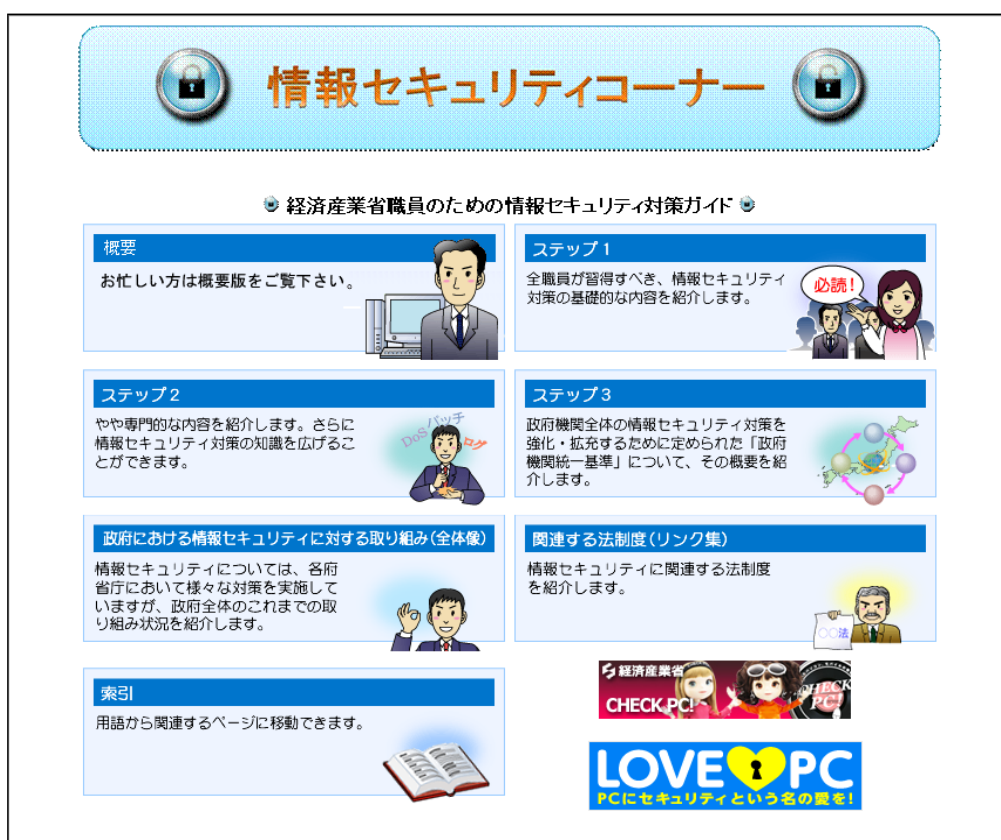 情報セキュリティコーナー
経済産業省職員のための情報セキュリティ対策ガイド
概要
お忙しい方は概要版をご覧下さい。
ステップ1
全職員が習得すべき、情報セキュリティ
対策の基礎的な内容を紹介します。
必読！
ステップ2
やや専門的な内容を紹介します。さらに
情報セキュリティ対策の知識を広げるこ
とができます。
DoS パッチ
ログ
ステップ3
政府機関全体の情報セキュリティ対策を
強化・拡充するために定められた「政府
機関統一基準」について、その概要を紹
介します。
政府における情報セキュリティに対する取り組み(全体像)
情報セキュリティについては、各府
省庁において様々な対策を実施して
いますが、政府全体のこれまでの取
り組み状況を紹介します。
関連する法制度(リンク集)
情報セキュリティに関連する法制度
を紹介します。
○○法
索引
用語から関連するページに移動できます。
経済産業省
CHECK PC!
CHECK
PC!
LOVE PC
PCにセキュリティという名の愛を!